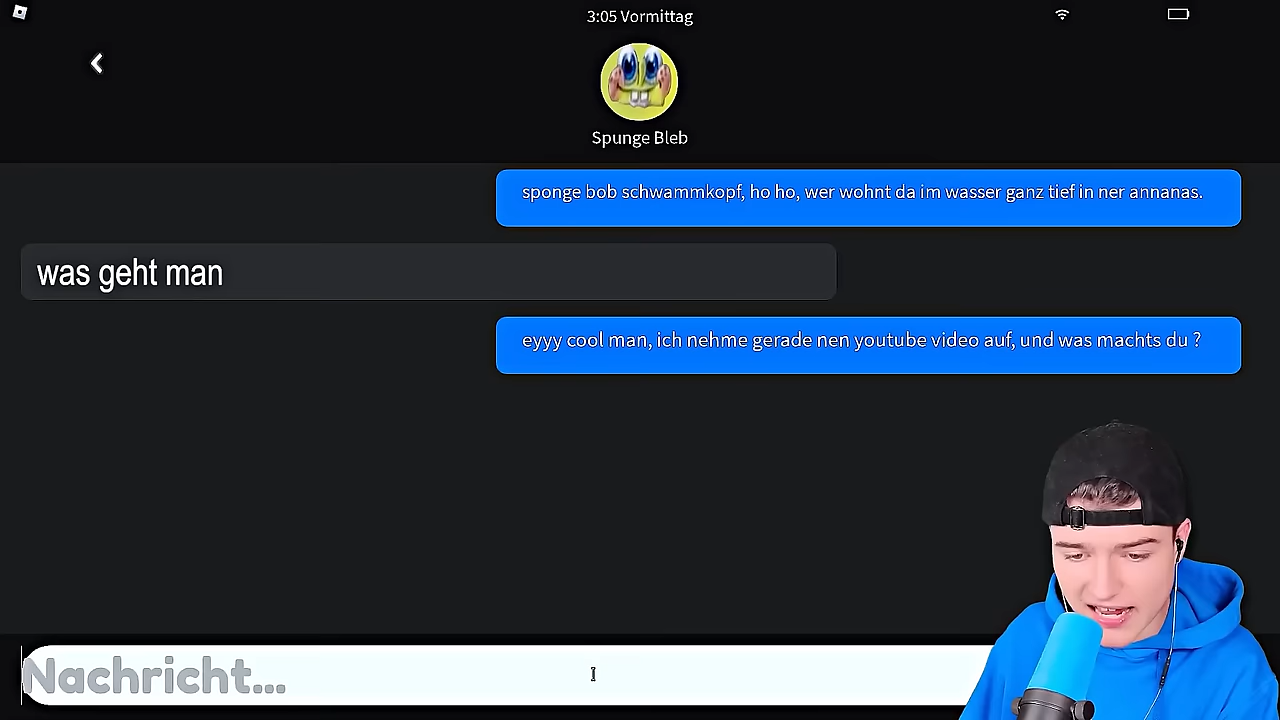 3:05 Vormittag
Spunge Bleb
sponge bob schwammkopf, ho ho, wer wohnt da im wasser ganz tief in ner annanas.
was geht man
eyyy cool man, ich nehme gerade nen youtube video auf, und was machts du ?
Nachricht...